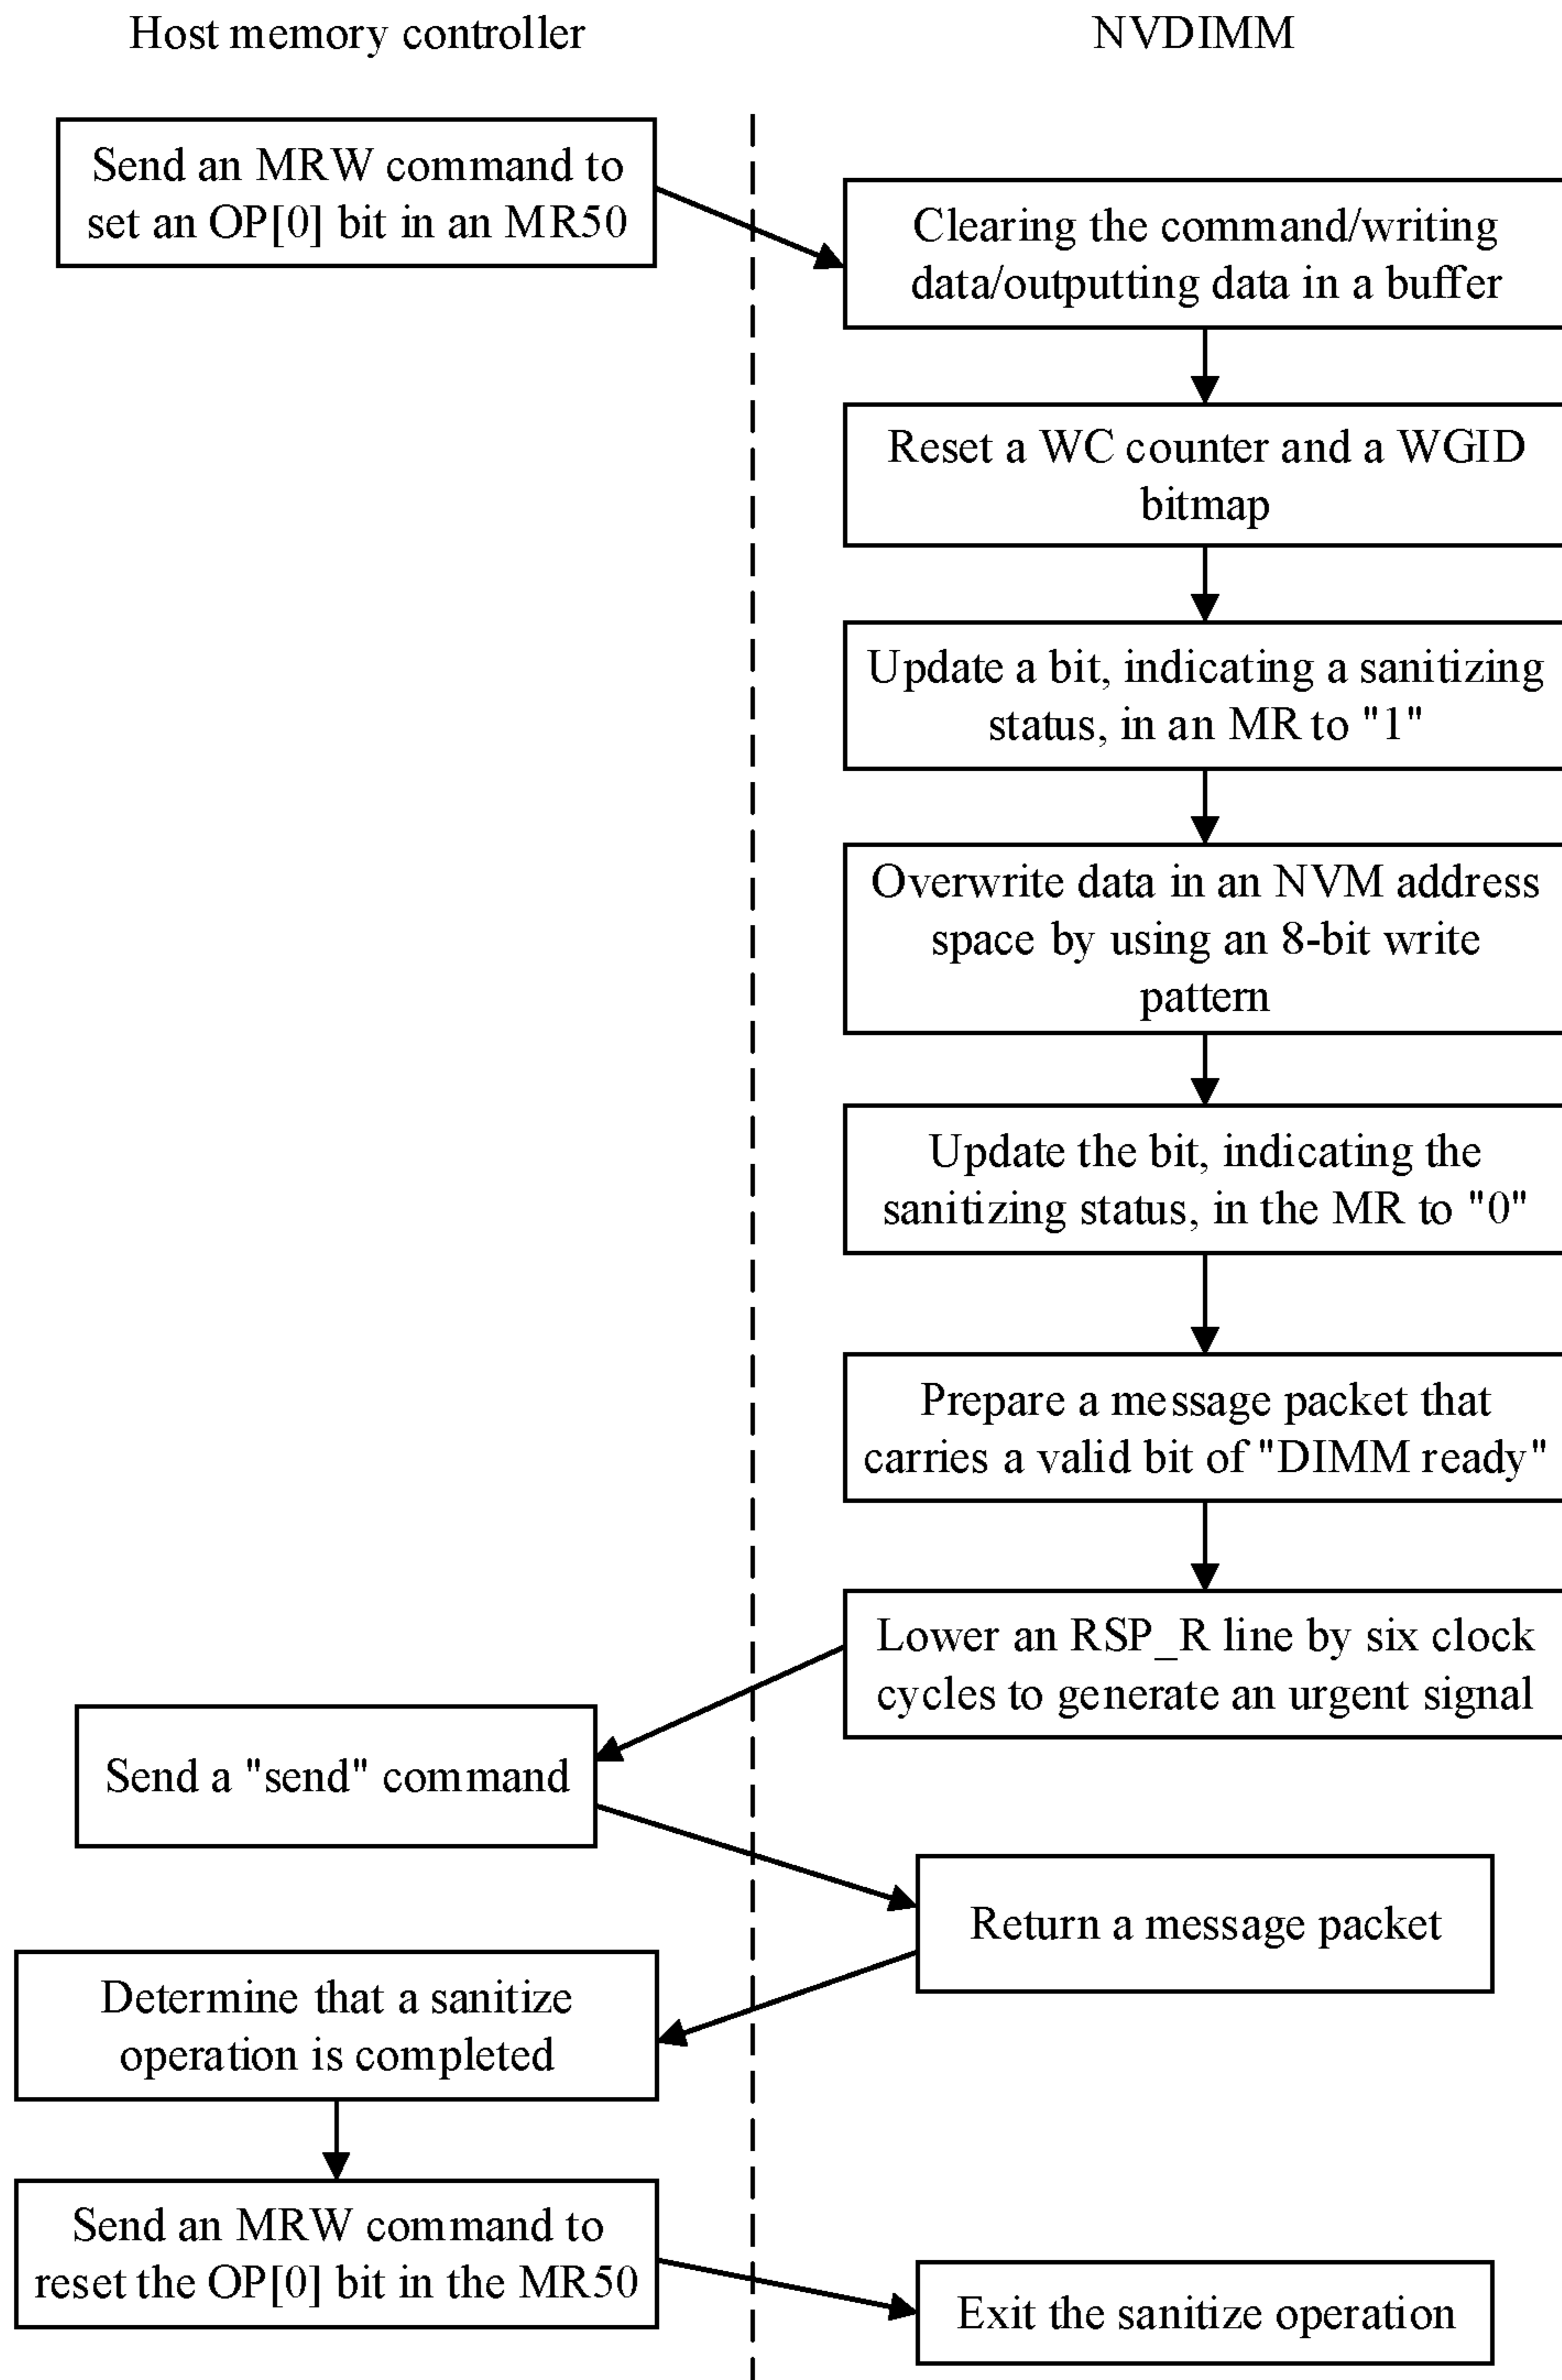 Host memory controller
NVDIMM
Send an MRW command to
set an OP[0] bit in an MR50
Clearing the command/writing
data/outputting data in a buffer
Reset a WC counter and a WGID
bitmap
Update a bit, indicating a sanitizing
status, in an MR to "1"
Overwrite data in an NVM address
space by using an 8-bit write
pattern
Update the bit, indicating the
sanitizing status, in the MR to "0"
Prepare a message packet that
carries a valid bit of "DIMM ready"
Lower an RSP_R line by six clock
cycles to generate an urgent signal
Send a "send" command
Return a message packet
Determine that a sanitize
operation is completed
Send an MRW command to
reset the OP[0] bit in the MR50
Exit the sanitize operation